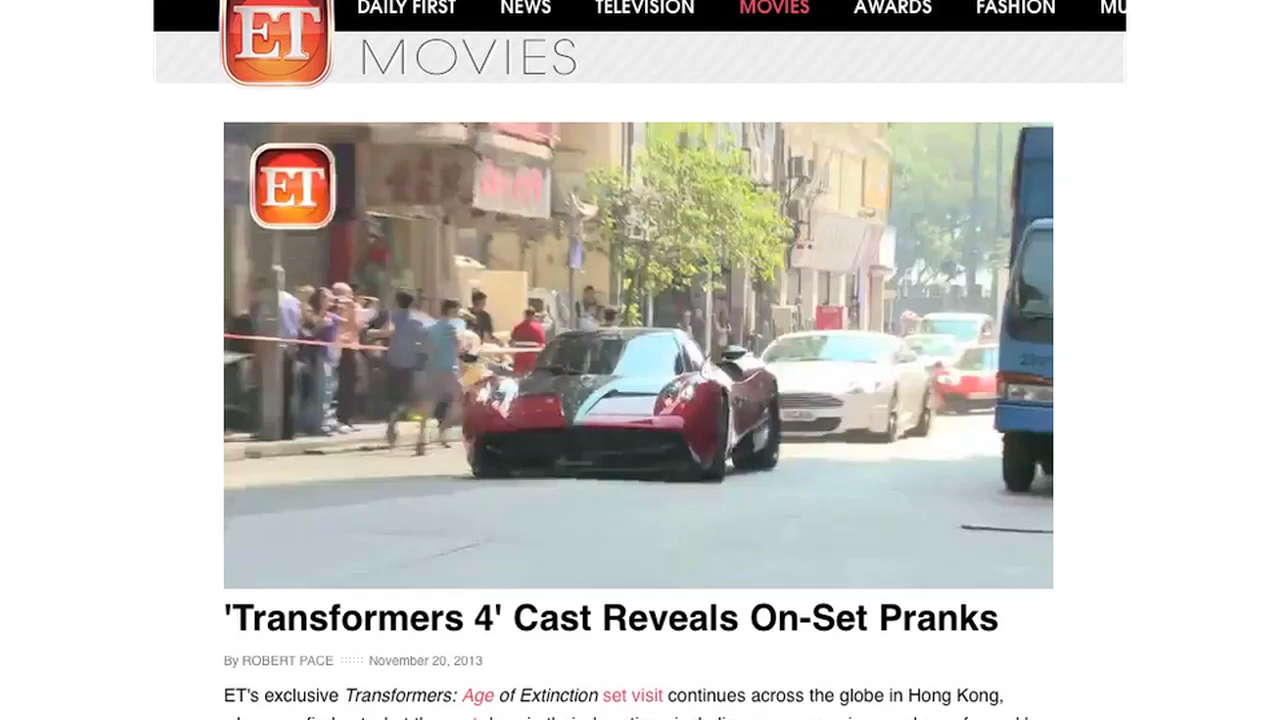 DAILY FIRST NEWS TELEVISION MOVIES AWARDS FASHION MU
ET MOVIES
ET
'Transformers 4' Cast Reveals On-Set Pranks
By ROBERT PACE November 20, 2013
ET's exclusive Transformers: Age of Extinction set visit continues across the globe in Hong Kong,